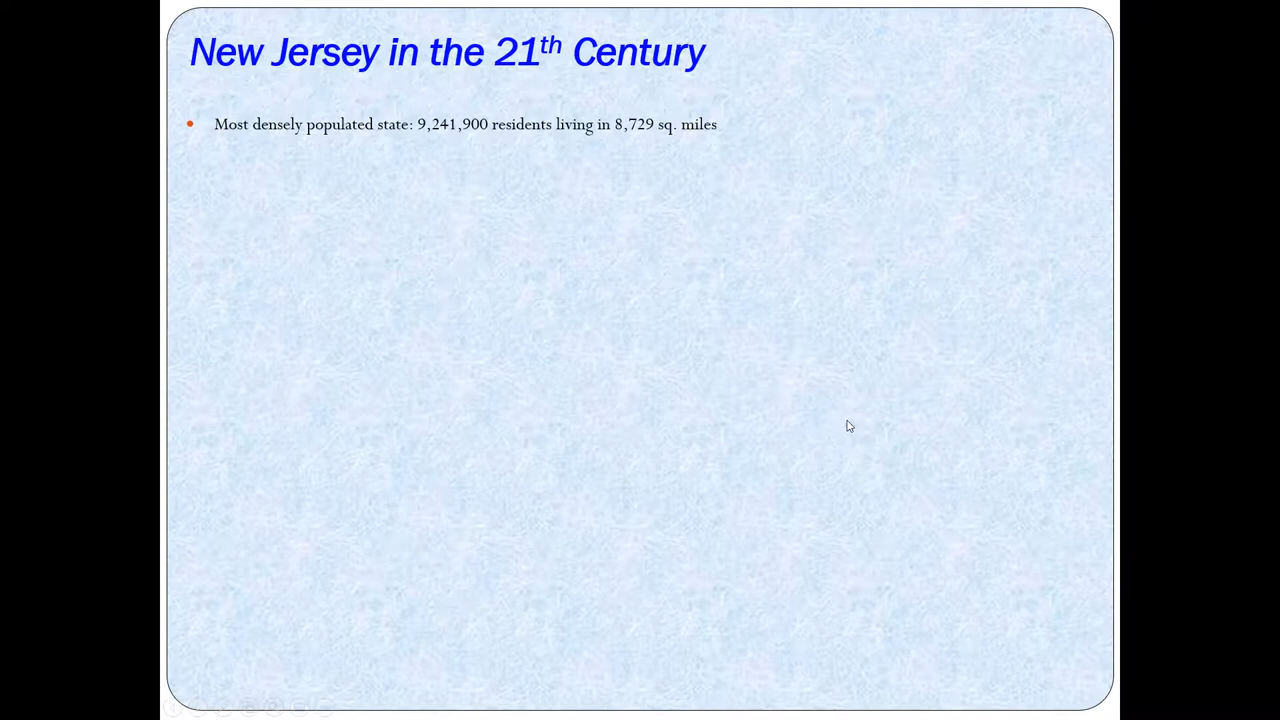 New Jersey in the 21th Century
• Most densely populated state: 9,241,900 residents living in 8,729 sq. miles